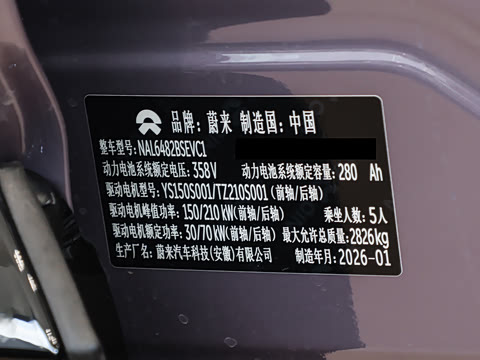 品牌:蔚来 制造国:中国
整车型号:NAL6482BSEVC1
动力电池系统额定电压:358V 动力电池系统额定容量:280 Ah
驱动电机型号:YS150S001/TZ210S001(前轴/后轴)
驱动电机峰值功率:150/210kW(前轴/后轴) 乘坐人数:5人
驱动电机额定功率:30/70kW(前轴/后轴) 最大允许总质量:2826kg
生产厂名:蔚来汽车科技(安徽)有限公司 制造年月:2026-01